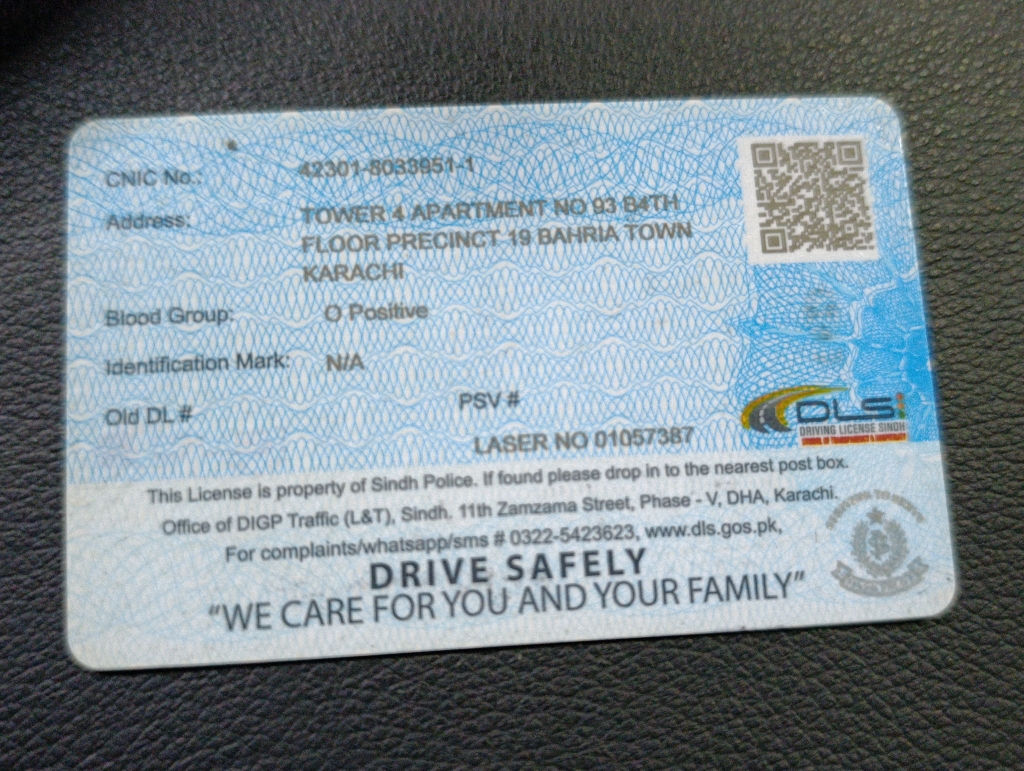 CNIC No.: 42301-8033951-1
Address: TOWER 4 APARTMENT NO 93 B4TH
FLOOR PRECINCT 19 BAHRIA TOWN
KARACHI
Blood Group: O Positive
Identification Mark: N/A
Old DL # PSV #
LASER NO 01057387
DLS
DRIVING LICENSE SINDH
This License is property of Sindh Police. If found please drop in to the nearest post box.
Office of DIGP Traffic (L&T), Sindh. 11th Zamzama Street, Phase - V, DHA, Karachi.
For complaints/whatsapp/sms # 0322-5423623, www.dls.gos.pk,
DRIVE SAFELY
“WE CARE FOR YOU AND YOUR FAMILY”